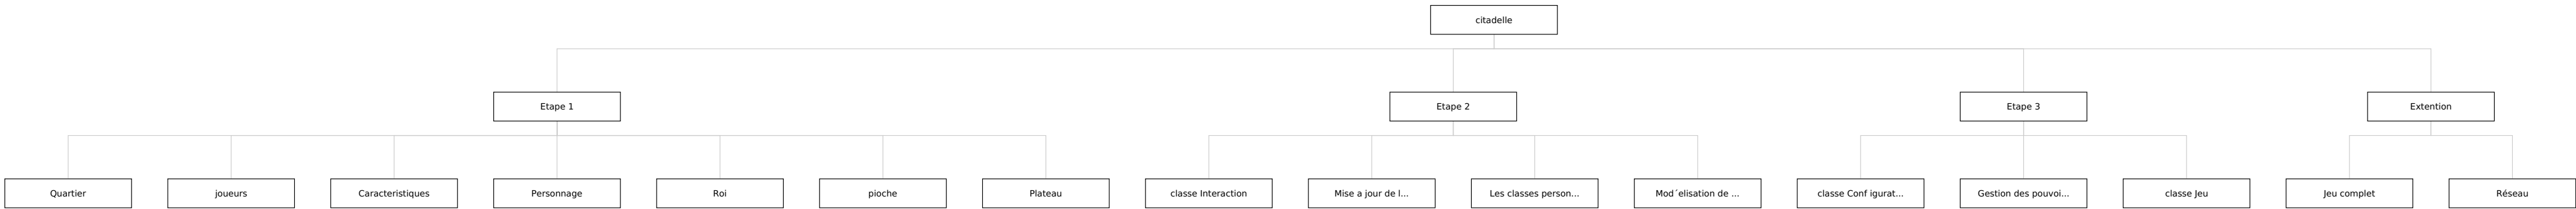 citadelle
Etape 1
Etape 2
Etape 3
Extention
Quartier
joueurs
Caracteristiques
Personnage
Roi
pioche
Plateau
classe Interaction
Mise a jour de l...
Les classes person...
Mod´elisation de ...
classe Conf igurat...
Gestion des pouvoi...
classe Jeu
Jeu complet
Réseau